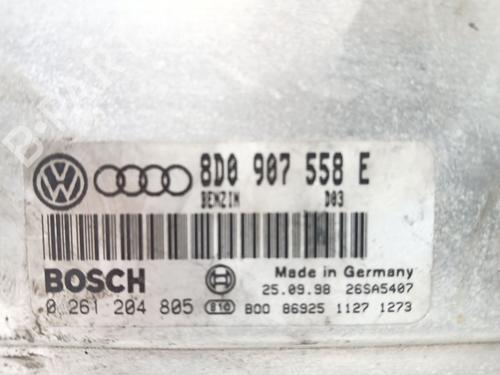 B-PARTS
8D0 907 558 E
BENZIN D03
BOSCH
Made in Germany
25.09.98 26SA5407
0 261 204 805 810 B00 86925 1127 1273